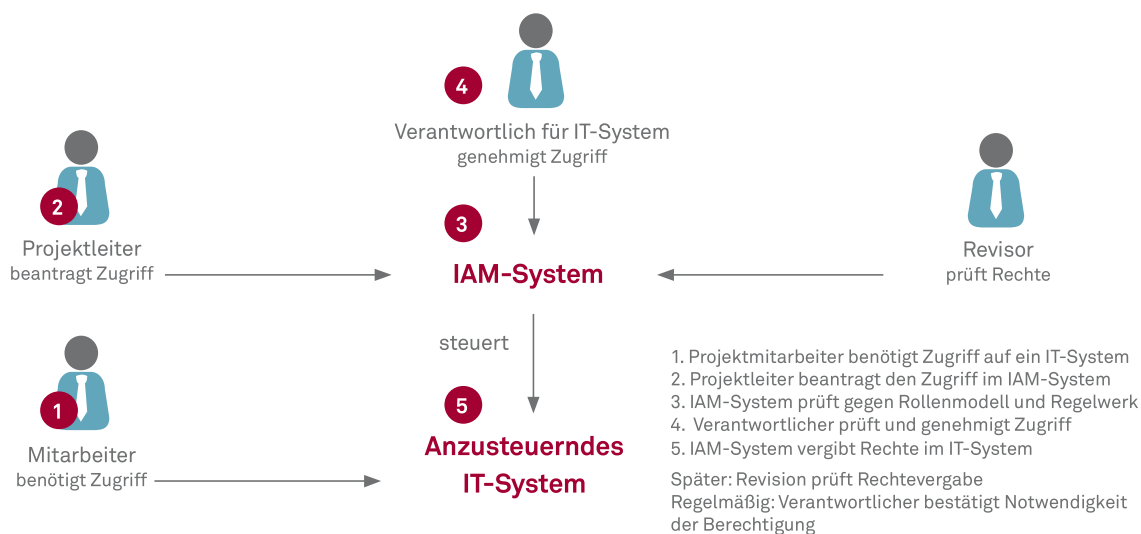 4
Verantwortlich für IT-System
genehmigt Zugriff
2
Projektleiter
beantragt Zugriff
3
IAM-System
Revisor
prüft Rechte
steuert
1
Mitarbeiter
benötigt Zugriff
5
Anzusteuerndes
IT-System
1. Projektmitarbeiter benötigt Zugriff auf ein IT-System
2. Projektleiter beantragt den Zugriff im IAM-System
3. IAM-System prüft gegen Rollenmodell und Regelwerk
4. Verantwortlicher prüft und genehmigt Zugriff
5. IAM-System vergibt Rechte im IT-System
Später: Revision prüft Rechtevergabe
Regelmäßig: Verantwortlicher bestätigt Notwendigkeit
der Berechtigung